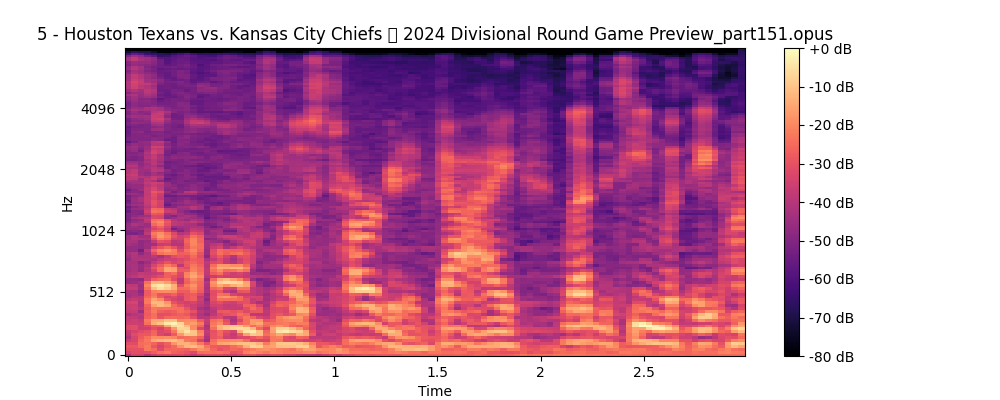 5 - Houston Texans vs. Kansas City Chiefs  2024 Divisional Round Game Preview_part151.opus
Hz
4096
2048
1024
512
0
0 0.5 1 1.5 2 2.5
Time
+0 dB
-10 dB
-20 dB
-30 dB
-40 dB
-50 dB
-60 dB
-70 dB
-80 dB